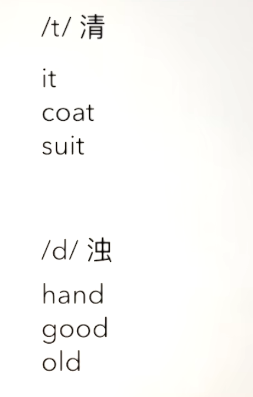 /t/ 清
it
coat
suit
/d/ 浊
hand
good
old